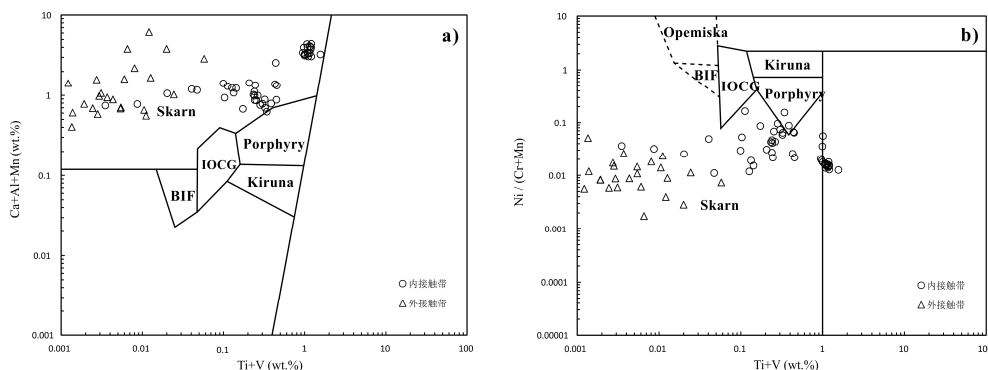 a)
10
1
0.1
0.01
0.001
Ca+Al+Mn (wt.%)
Skarn
IOCG
Porphyry
BIF
Kiruna
内接触带
外接触带
0.001
0.01
0.1
1
10
100
Ti+V (wt.%)
b)
10
1
0.1
0.01
0.001
0.0001
0.00001
Ni / (Cr+Mn)
Opemiska
BIF
IOCG
Kiruna
Porphyry
Skarn
内接触带
外接触带
0.001
0.01
0.1
1
10
10
Ti+V (wt.%)